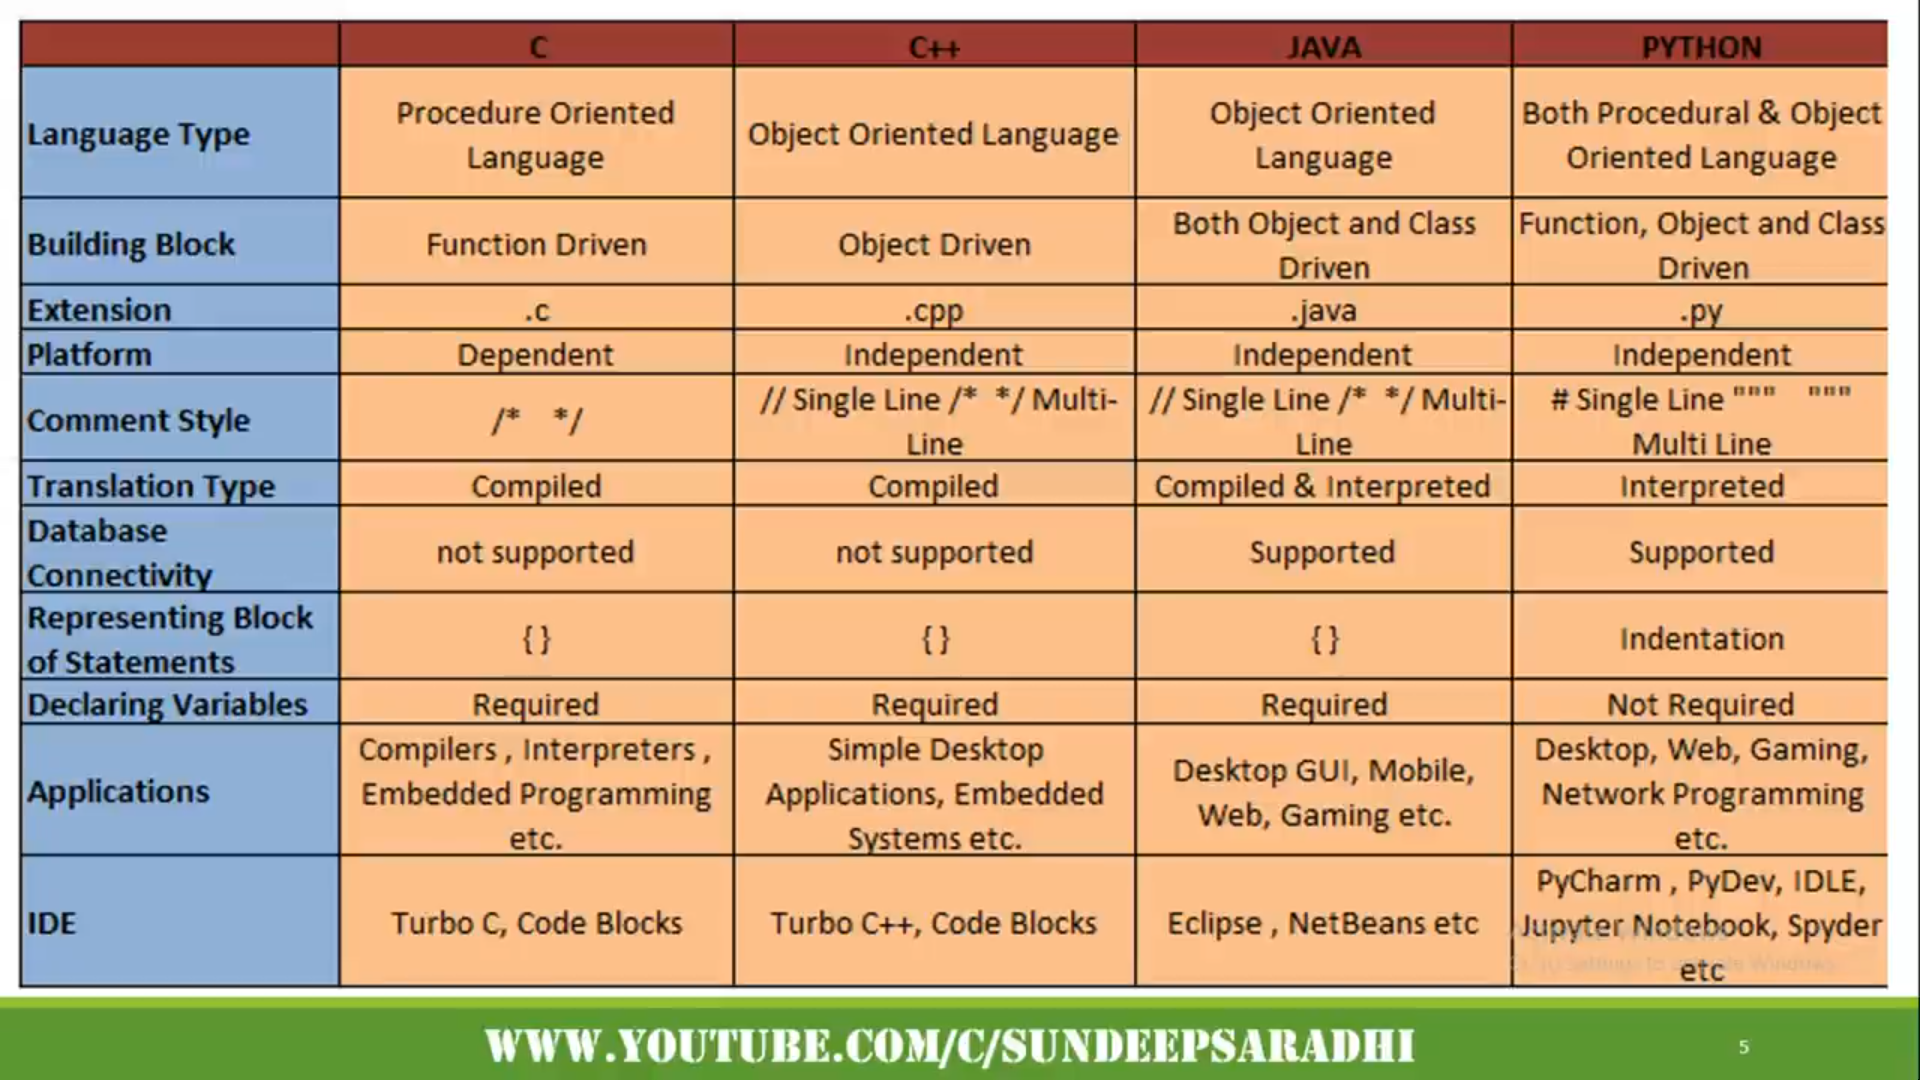 C C++ JAVA PYTHON
Language Type
Procedure Oriented
Language
Object Oriented Language
Object Oriented
Language
Both Procedural & Object
Oriented Language
Building Block
Function Driven
Object Driven
Both Object and Class
Driven
Function, Object and Class
Driven
Extension
.c
.cpp
.java
.py
Platform
Dependent
Independent
Independent
Independent
Comment Style
/* */
// Single Line /* */ Multi-
Line
// Single Line /* */ Multi-
Line
# Single Line """ """
Multi Line
Translation Type
Compiled
Compiled
Compiled & Interpreted
Interpreted
Database
Connectivity
not supported
not supported
Supported
Supported
Representing Block
of Statements
{ }
{ }
{ }
Indentation
Declaring Variables
Required
Required
Required
Not Required
Applications
Compilers , Interpreters ,
Embedded Programming
etc.
Simple Desktop
Applications, Embedded
Systems etc.
Desktop GUI, Mobile,
Web, Gaming etc.
Desktop, Web, Gaming,
Network Programming
etc.
IDE
Turbo C, Code Blocks
Turbo C++, Code Blocks
Eclipse , NetBeans etc
PyCharm , PyDev, IDLE,
Jupyter Notebook, Spyder
etc
WWW.YOUTUBE.COM/C/SUNDEEPSARADHI
5